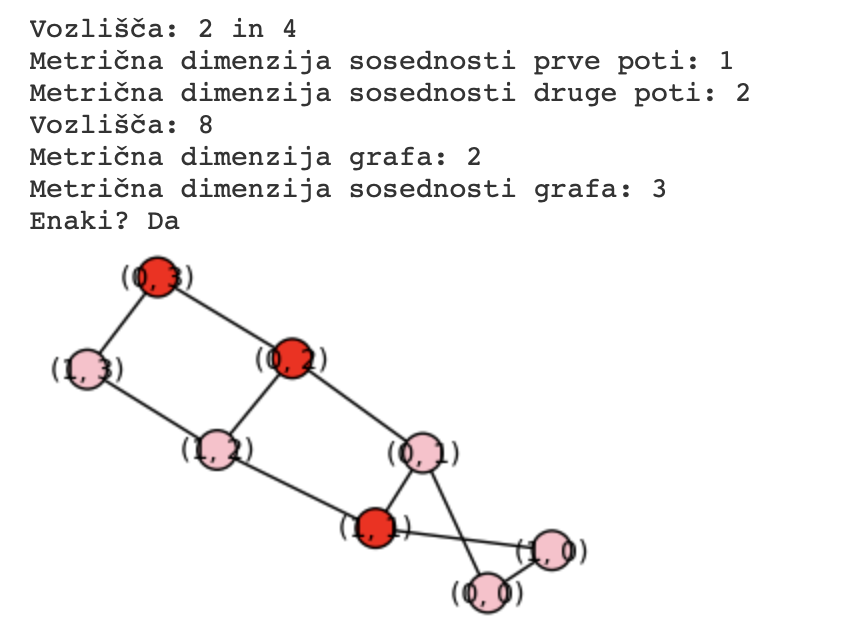 Vozlišča: 2 in 4
Metrična dimenzija sosednosti prve poti: 1
Metrična dimenzija sosednosti druge poti: 2
Vozlišča: 8
Metrična dimenzija grafa: 2
Metrična dimenzija sosednosti grafa: 3
Enaki? Da
(0, 3)
(0, 2)
(1, 3)
(1, 2)
(0, 1)
(1, 1)
(1, 0)
(0, 0)